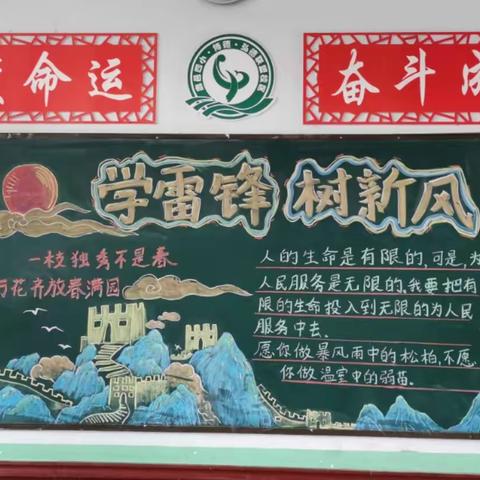 命运
奋斗
学雷锋 树新风
一枝独秀不是春
万花齐放春满园
人的生命是有限的,可是,为
人民服务是无限的,我要把有
限的生命投入到无限的为人民
服务中去.
愿你做暴风雨中的松柏,不愿
你做温室中的弱苗.